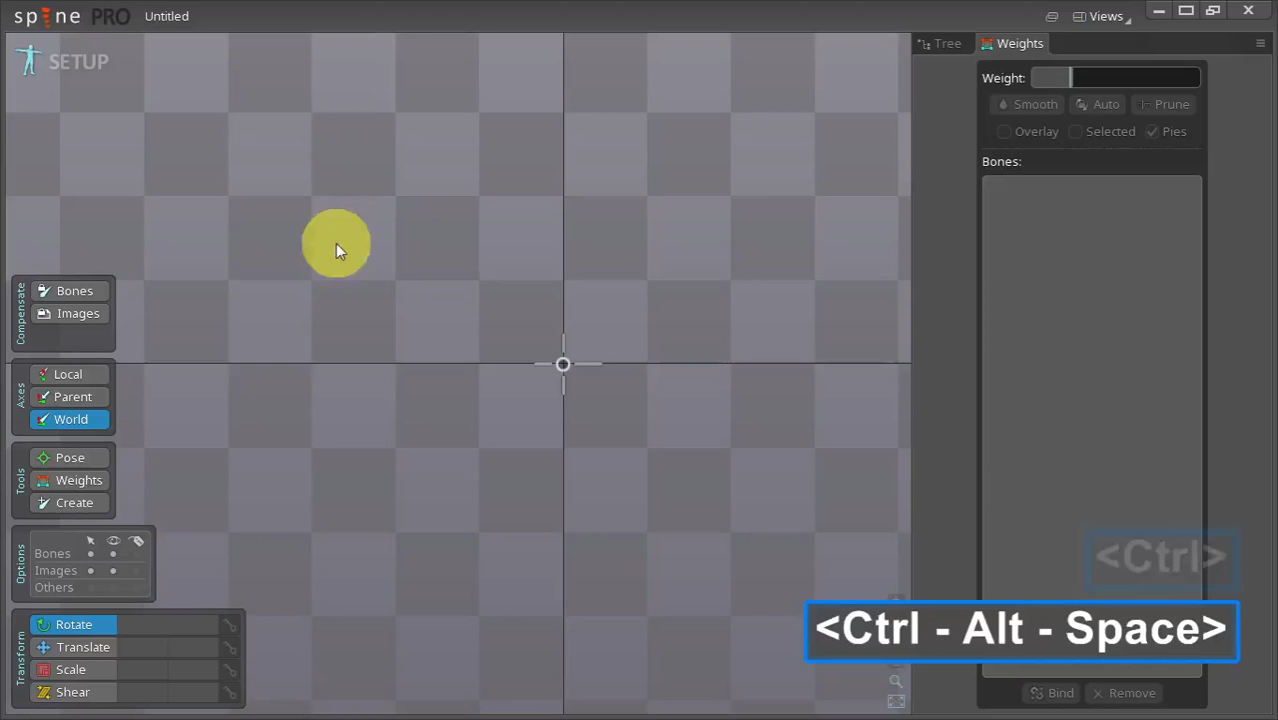 spine PRO
Untitled
Views
SETUP
Tree
Weights
Weight:
Smooth
Auto
Prune
Overlay
Selected
Pies
Bones:
Compensate
Bones
Images
Axes
Local
Parent
World
Tools
Pose
Weights
Create
Options
Bones
Images
Others
Transform
Rotate
Translate
Scale
Shear
<Ctrl>
<Ctrl - Alt - Space>
Bind
Remove